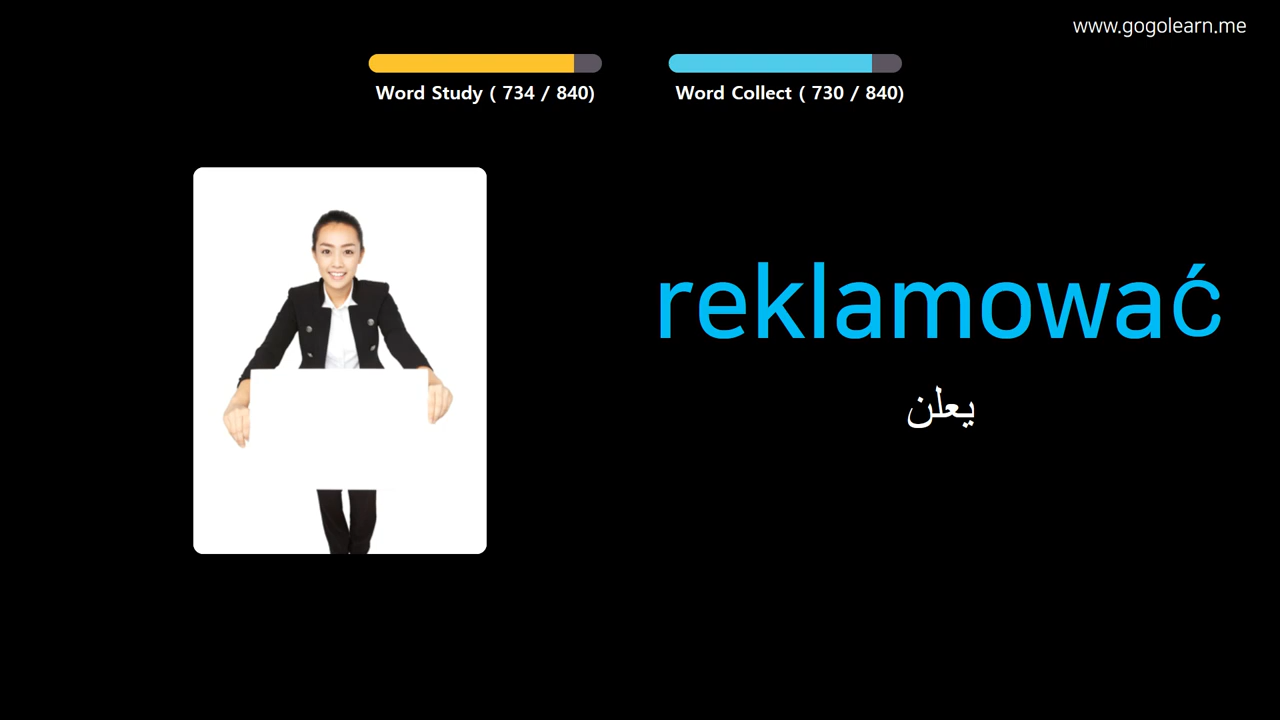 www.gogolearn.me
Word Study ( 734 / 840)
Word Collect ( 730 / 840)
reklamować
يعلن